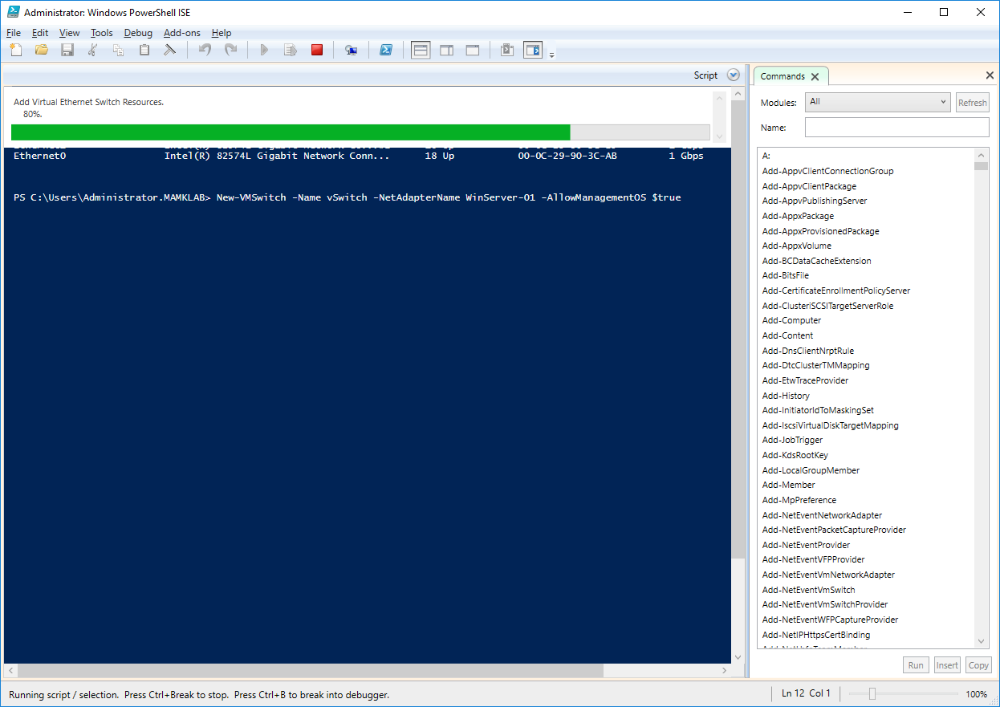 Administrator: Windows PowerShell ISE
File Edit View Tools Debug Add-ons Help
Script
Add Virtual Ethernet Switch Resources.
80%.
Ethernet0 Intel(R) 82574L Gigabit Network Conn... 18 Up 00-0C-29-90-3C-AB 1 Gbps
PS C:\Users\Administrator.MAMKLAB> New-VMSwitch -Name vSwitch -NetAdapterName WinServer-01 -AllowManagementOS $true
Commands
Modules: All Refresh
Name:
A:
Add-AppvClientConnectionGroup
Add-AppvClientPackage
Add-AppvPublishingServer
Add-AppxPackage
Add-AppxProvisionedPackage
Add-AppxVolume
Add-BCDataCacheExtension
Add-BitsFile
Add-CertificateEnrollmentPolicyServer
Add-ClusteriSCSITargetServerRole
Add-Computer
Add-Content
Add-DnsClientNrptRule
Add-DtcClusterTMMapping
Add-EtwTraceProvider
Add-History
Add-InitiatorIdToMaskingSet
Add-IscsiVirtualDiskTargetMapping
Add-JobTrigger
Add-KdsRootKey
Add-LocalGroupMember
Add-Member
Add-MpPreference
Add-NetEventNetworkAdapter
Add-NetEventPacketCaptureProvider
Add-NetEventProvider
Add-NetEventVFPProvider
Add-NetEventVmNetworkAdapter
Add-NetEventVmSwitch
Add-NetEventVmSwitchProvider
Add-NetEventWFPCaptureProvider
Add-NetIPHttpsCertBinding
Run Insert Copy
Running script / selection. Press Ctrl+Break to stop. Press Ctrl+B to break into debugger.
Ln 12 Col 1
100%